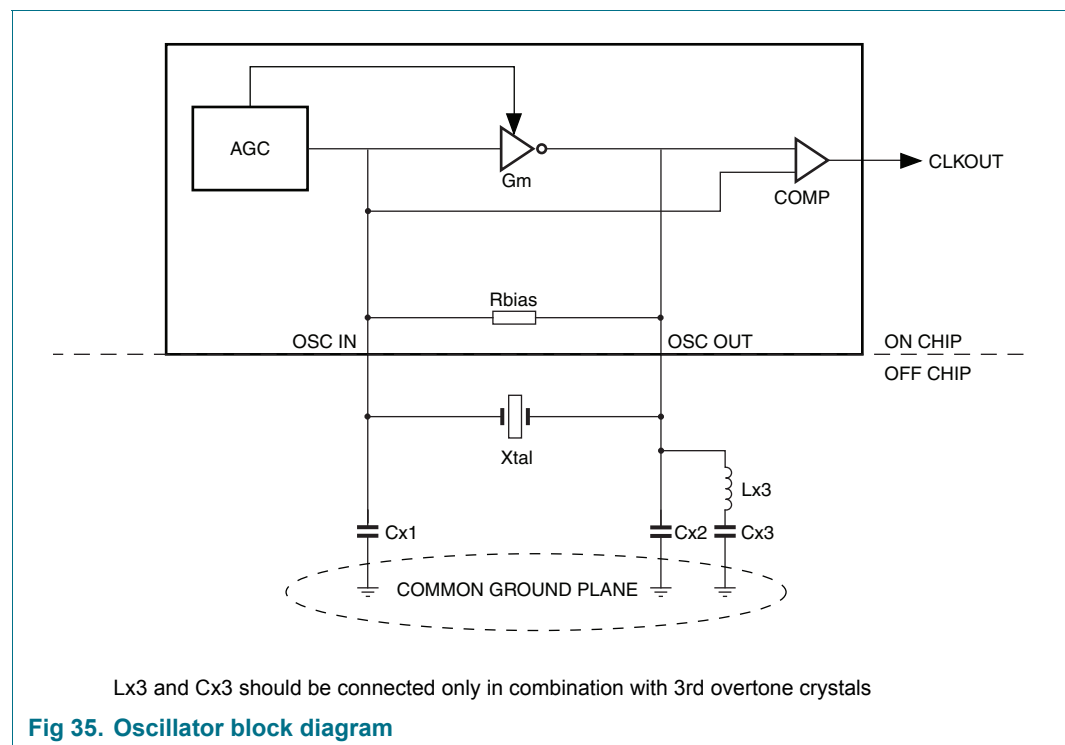 AGC
Gm
COMP
CLKOUT
Rbias
OSC IN
OSC OUT
ON CHIP
OFF CHIP
Xtal
Lx3
Cx1
Cx2
Cx3
COMMON GROUND PLANE
Lx3 and Cx3 should be connected only in combination with 3rd overtone crystals
Fig 35. Oscillator block diagram